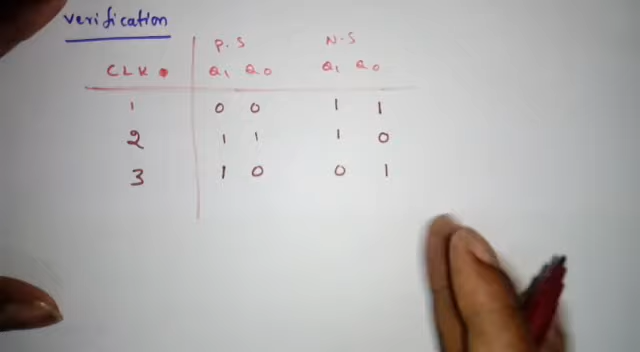 Verification
P.S N.S
CLK Q1 Q0 Q1 Q0
1 0 0 1 1
2 1 1 1 0
3 1 0 0 1